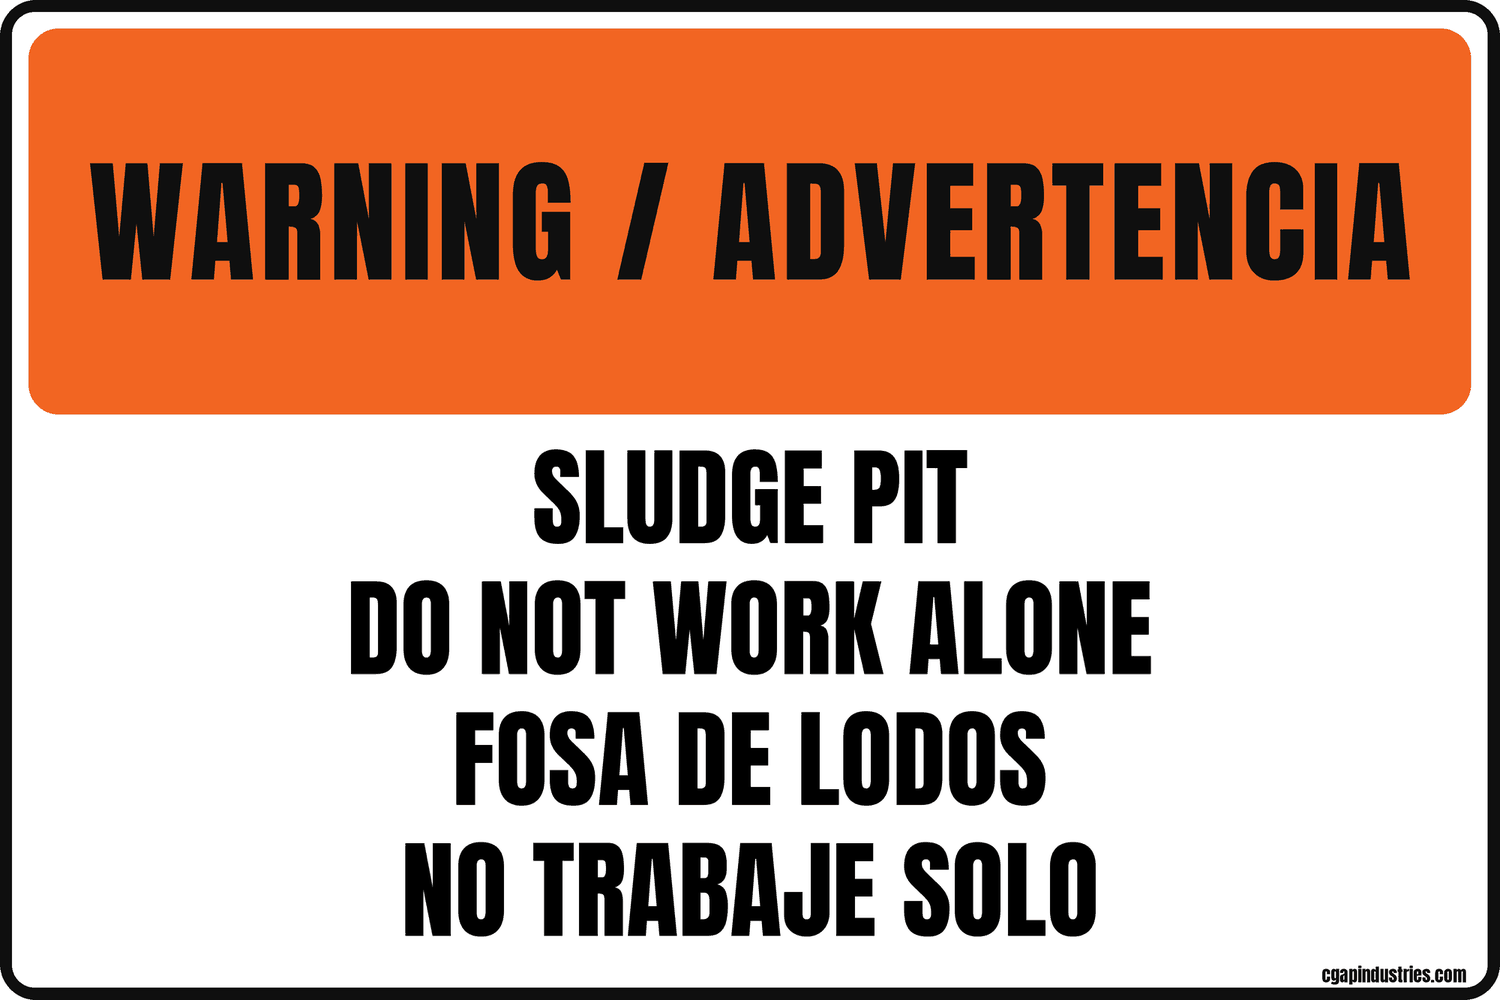 WARNING / ADVERTENCIA
SLUDGE PIT
DO NOT WORK ALONE
FOSA DE LODOS
NO TRABAJE SOLO
cgapindustries.com